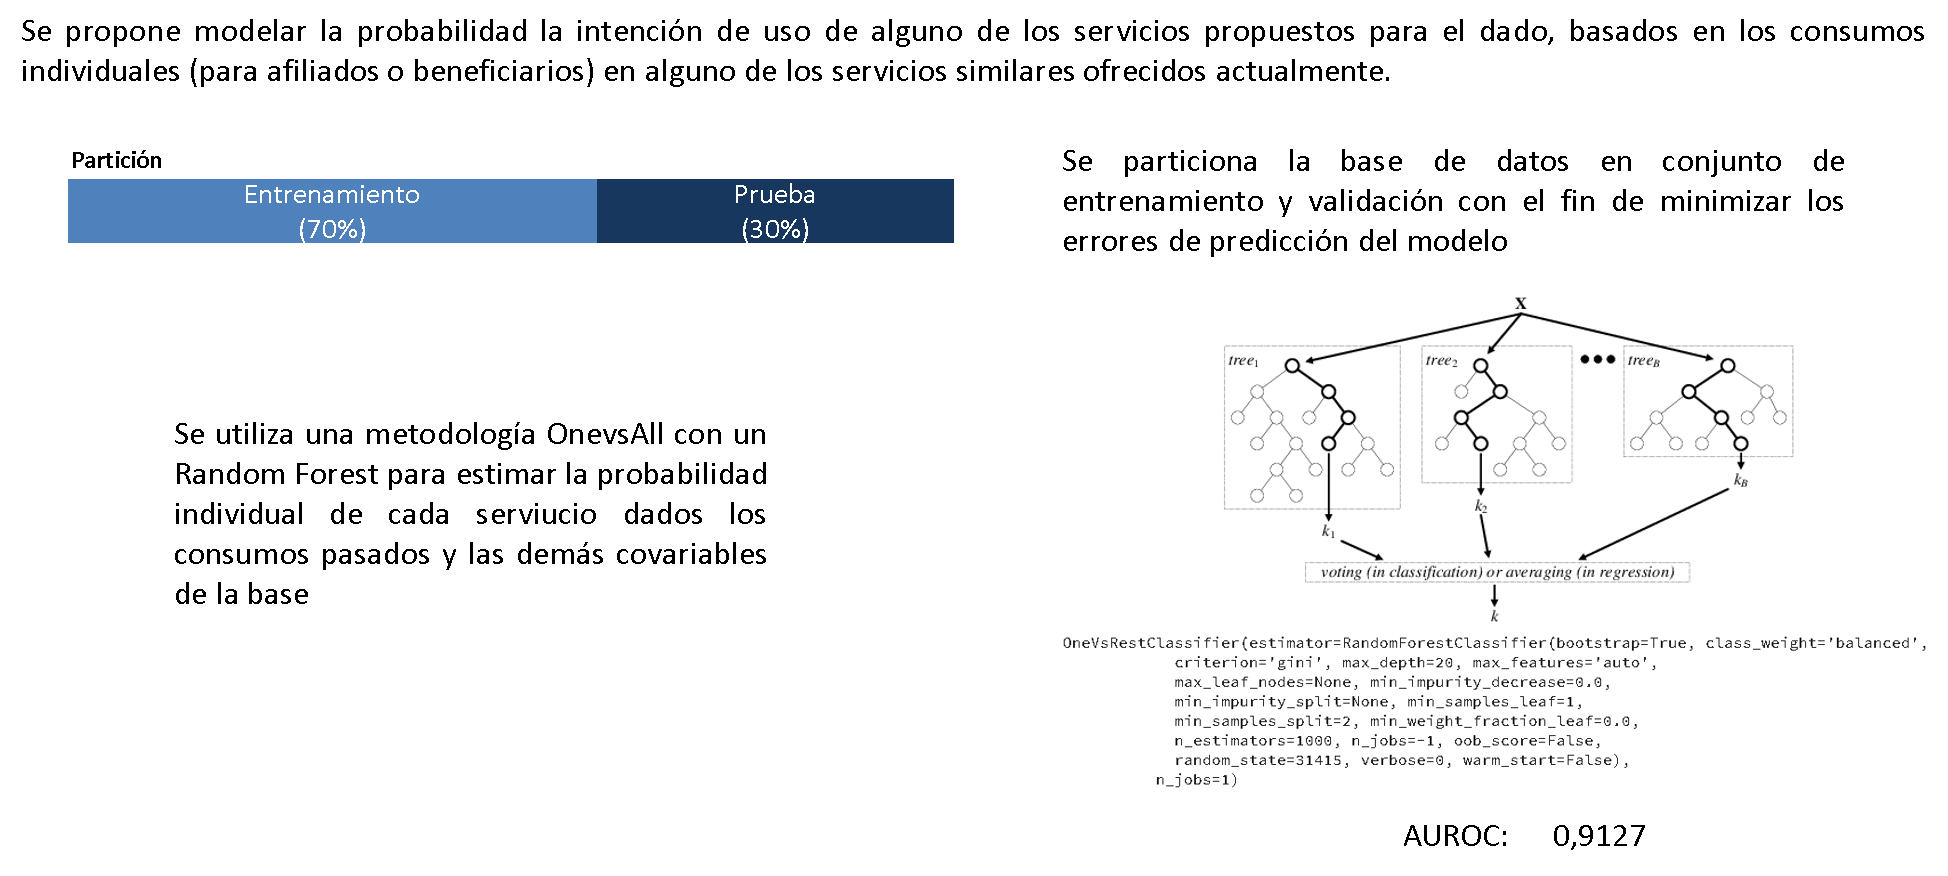 Se propone modelar la probabilidad la intención de uso de alguno de los servicios propuestos para el dado, basados en los consumos
individuales (para afiliados o beneficiarios) en alguno de los servicios similares ofrecidos actualmente.
Partición
Entrenamiento
(70%)
Prueba
(30%)
Se particiona la base de datos en conjunto de
entrenamiento y validación con el fin de minimizar los
errores de predicción del modelo
Se utiliza una metodología OnevsAll con un
Random Forest para estimar la probabilidad
individual de cada serviucio dados los
consumos pasados y las demás covariables
de la base
X
tree₁
tree₂
tree_B
k₁
k₂
k_B
voting (in classification) or averaging (in regression)
k
OneVsRestClassifier(estimator=RandomForestClassifier(bootstrap=True, class_weight='balanced',
criterion='gini', max_depth=20, max_features='auto',
max_leaf_nodes=None, min_impurity_decrease=0.0,
min_impurity_split=None, min_samples_leaf=1,
min_samples_split=2, min_weight_fraction_leaf=0.0,
n_estimators=1000, n_jobs=-1, oob_score=False,
random_state=31415, verbose=0, warm_start=False),
n_jobs=1)
AUROC: 0,9127